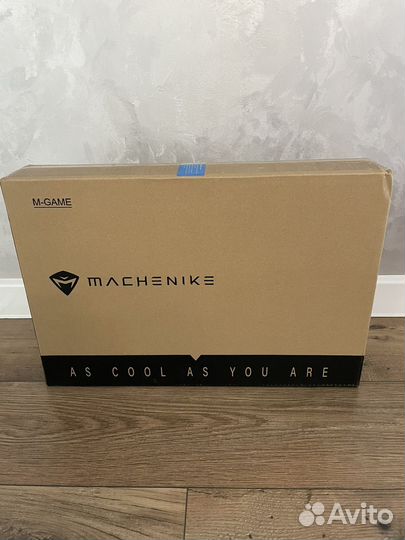 M-GAME
MACHENIKE
AS COOL AS YOU ARE
Avito